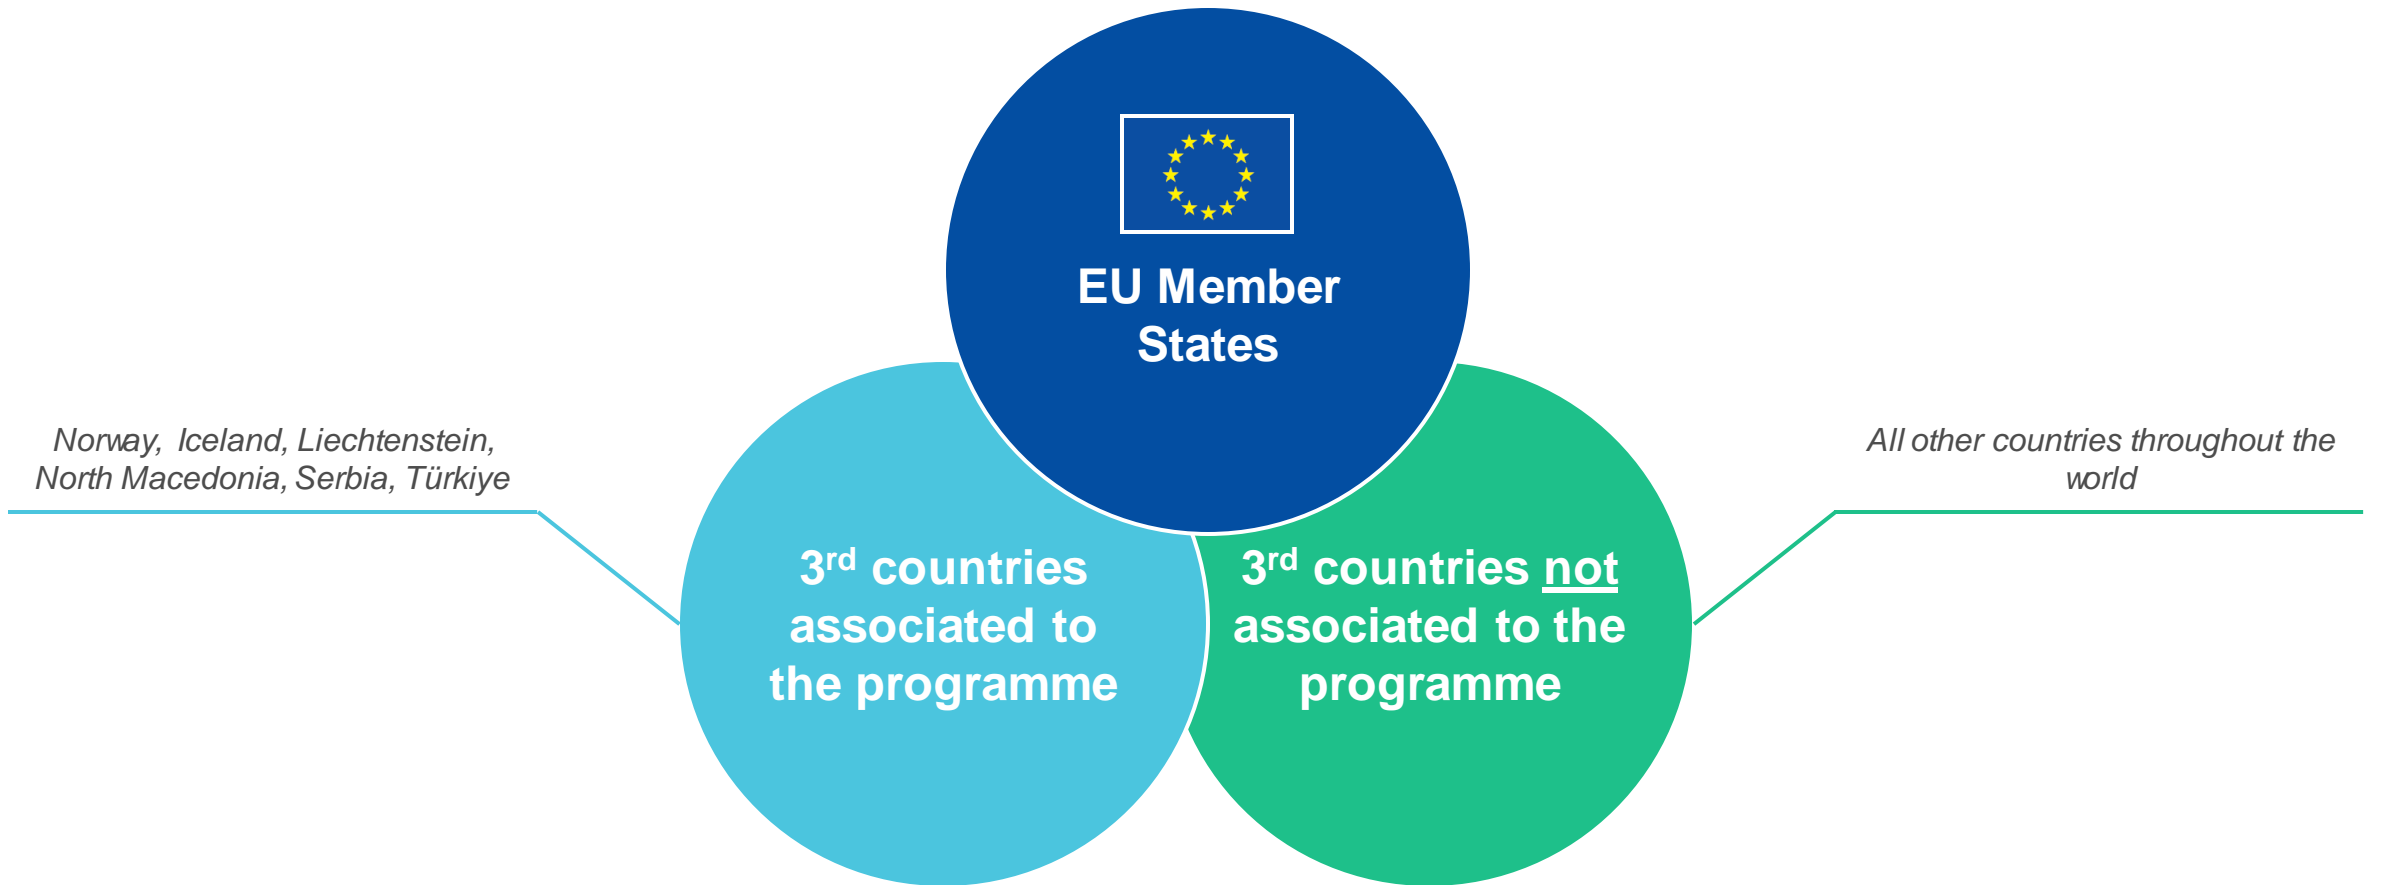 EU Member
States
Norway, Iceland, Liechtenstein,
North Macedonia, Serbia, Türkiye
All other countries throughout the
world
3rd countries
associated to
the programme
3rd countries not
associated to the
programme